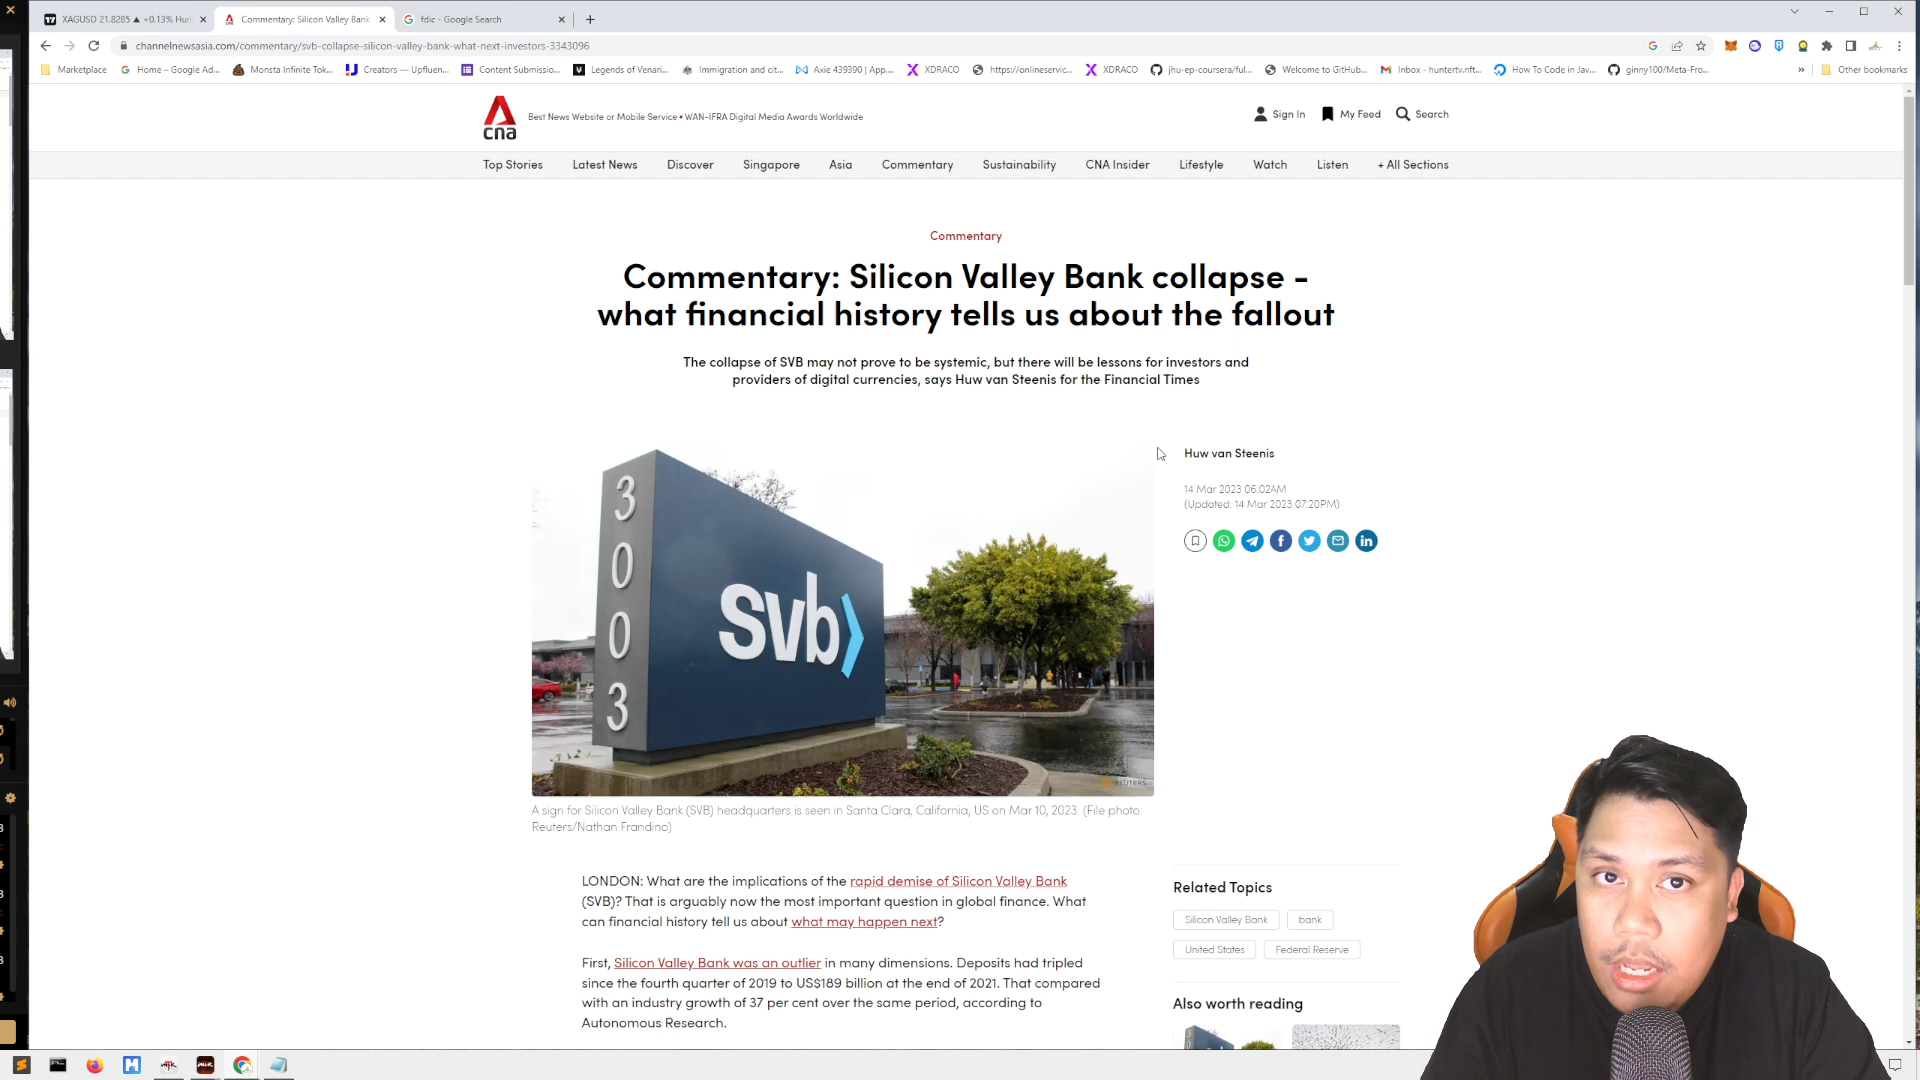 XAGUSD 21.8285 ▲ +0.13% Hun
Commentary: Silicon Valley Bank
fdic - Google Search
channelnewsasia.com/commentary/svb-collapse-silicon-valley-bank-what-next-investors-3343096
Marketplace
Home – Google Ad...
Monsta Infinite Tok...
Creators — Upfluen...
Content Submissio...
Legends of Venari...
Immigration and cit...
Axie 439390 | App....
XDRACO
https://onlineservic...
XDRACO
jhu-ep-coursera/ful...
Welcome to GitHub...
Inbox - huntertv.nft...
How To Code in Jav...
ginny100/Meta-Fro...
Other bookmarks
cna
Best News Website or Mobile Service • WAN-IFRA Digital Media Awards Worldwide
Sign In
My Feed
Search
Top Stories
Latest News
Discover
Singapore
Asia
Commentary
Sustainability
CNA Insider
Lifestyle
Watch
Listen
+ All Sections
Commentary
Commentary: Silicon Valley Bank collapse -
what financial history tells us about the fallout
The collapse of SVB may not prove to be systemic, but there will be lessons for investors and
providers of digital currencies, says Huw van Steenis for the Financial Times
3003
svb
REUTERS
Huw van Steenis
14 Mar 2023 06:02AM
(Updated: 14 Mar 2023 07:20PM)
A sign for Silicon Valley Bank (SVB) headquarters is seen in Santa Clara, California, US on Mar 10, 2023. (File photo:
Reuters/Nathan Frandino)
LONDON: What are the implications of the rapid demise of Silicon Valley Bank
(SVB)? That is arguably now the most important question in global finance. What
can financial history tell us about what may happen next?
First, Silicon Valley Bank was an outlier in many dimensions. Deposits had tripled
since the fourth quarter of 2019 to US$189 billion at the end of 2021. That compared
with an industry growth of 37 per cent over the same period, according to
Autonomous Research.
Related Topics
Silicon Valley Bank
bank
United States
Federal Reserve
Also worth reading